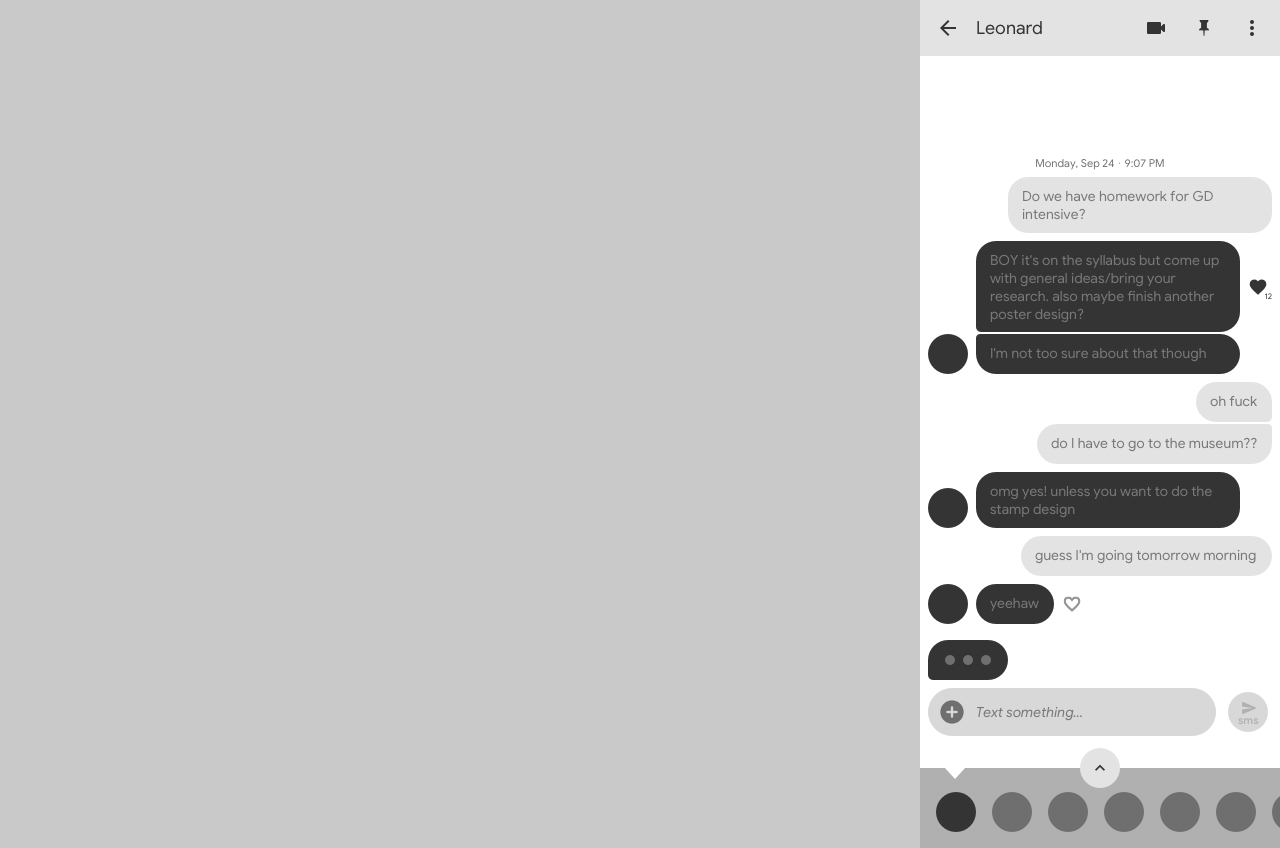 Leonard
Monday, Sep 24 · 9:07 PM
Do we have homework for GD
intensive?
BOY it's on the syllabus but come up
with general ideas/bring your
research. also maybe finish another
poster design?
12
I'm not too sure about that though
oh fuck
do I have to go to the museum??
omg yes! unless you want to do the
stamp design
guess I'm going tomorrow morning
yeehaw
Text something...
sms